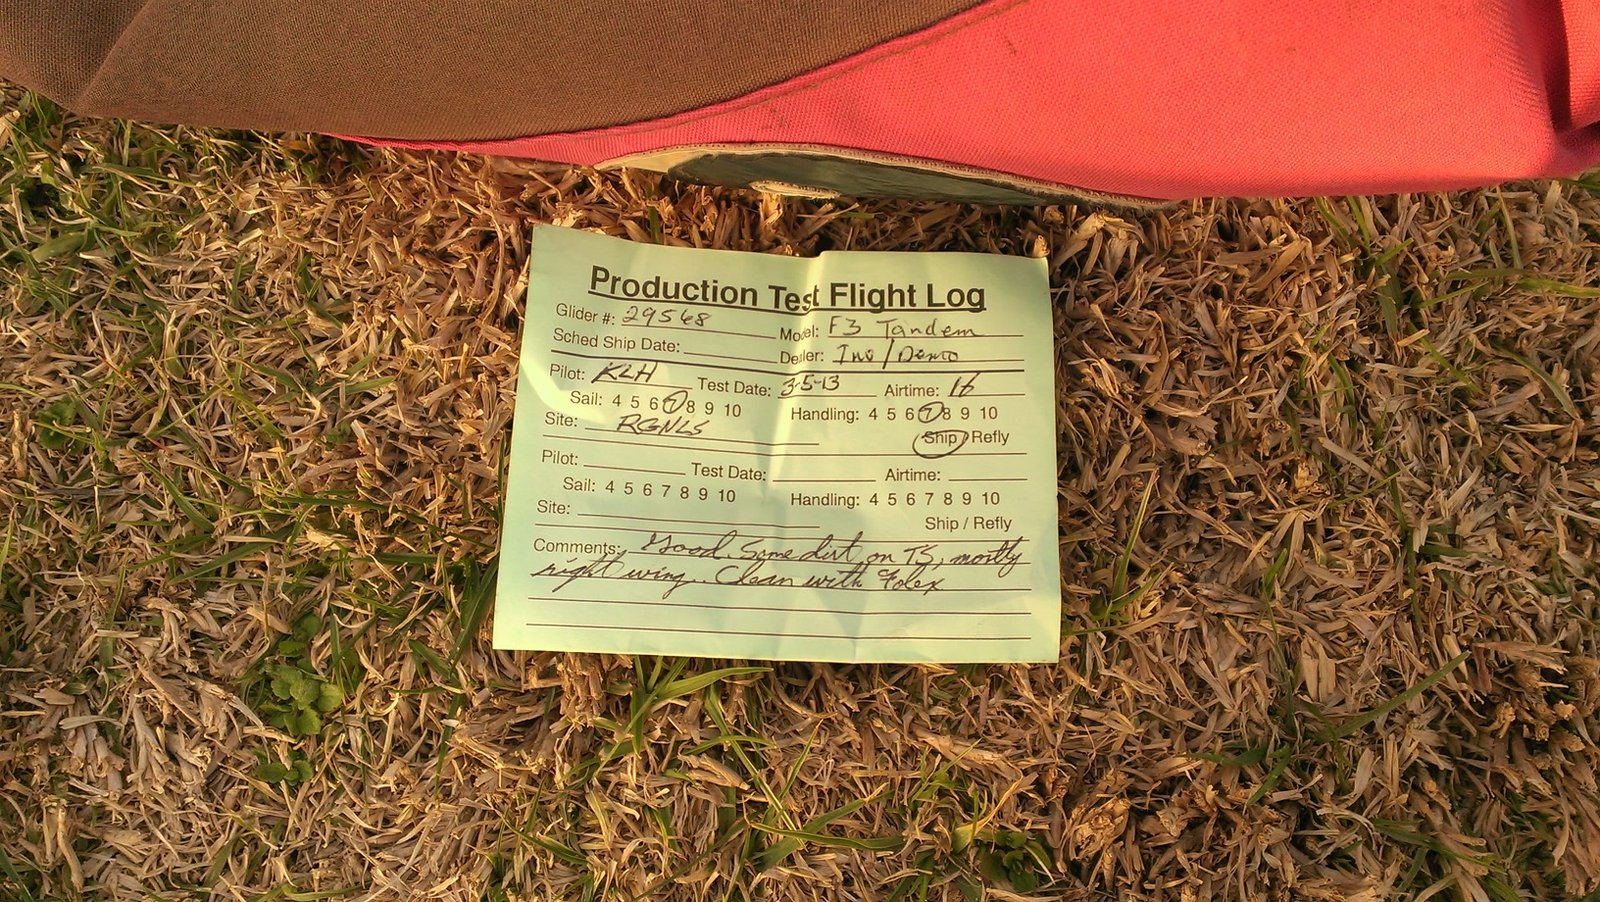 Production Test Flight Log
Glider #: 29568 Model: F3 Tandem
Sched Ship Date: Dealer: Inv/Demo
Pilot: KLH Test Date: 3-5-13 Airtime: 16
Sail: 4 5 6 7 8 9 10 Handling: 4 5 6 7 8 9 10
Site: RGNLS Ship / Refly
Pilot: Test Date: Airtime:
Sail: 4 5 6 7 8 9 10 Handling: 4 5 6 7 8 9 10
Site: Ship / Refly
Comments: Good. Some dirt on TS, mostly
right wing.. Clean with Folex